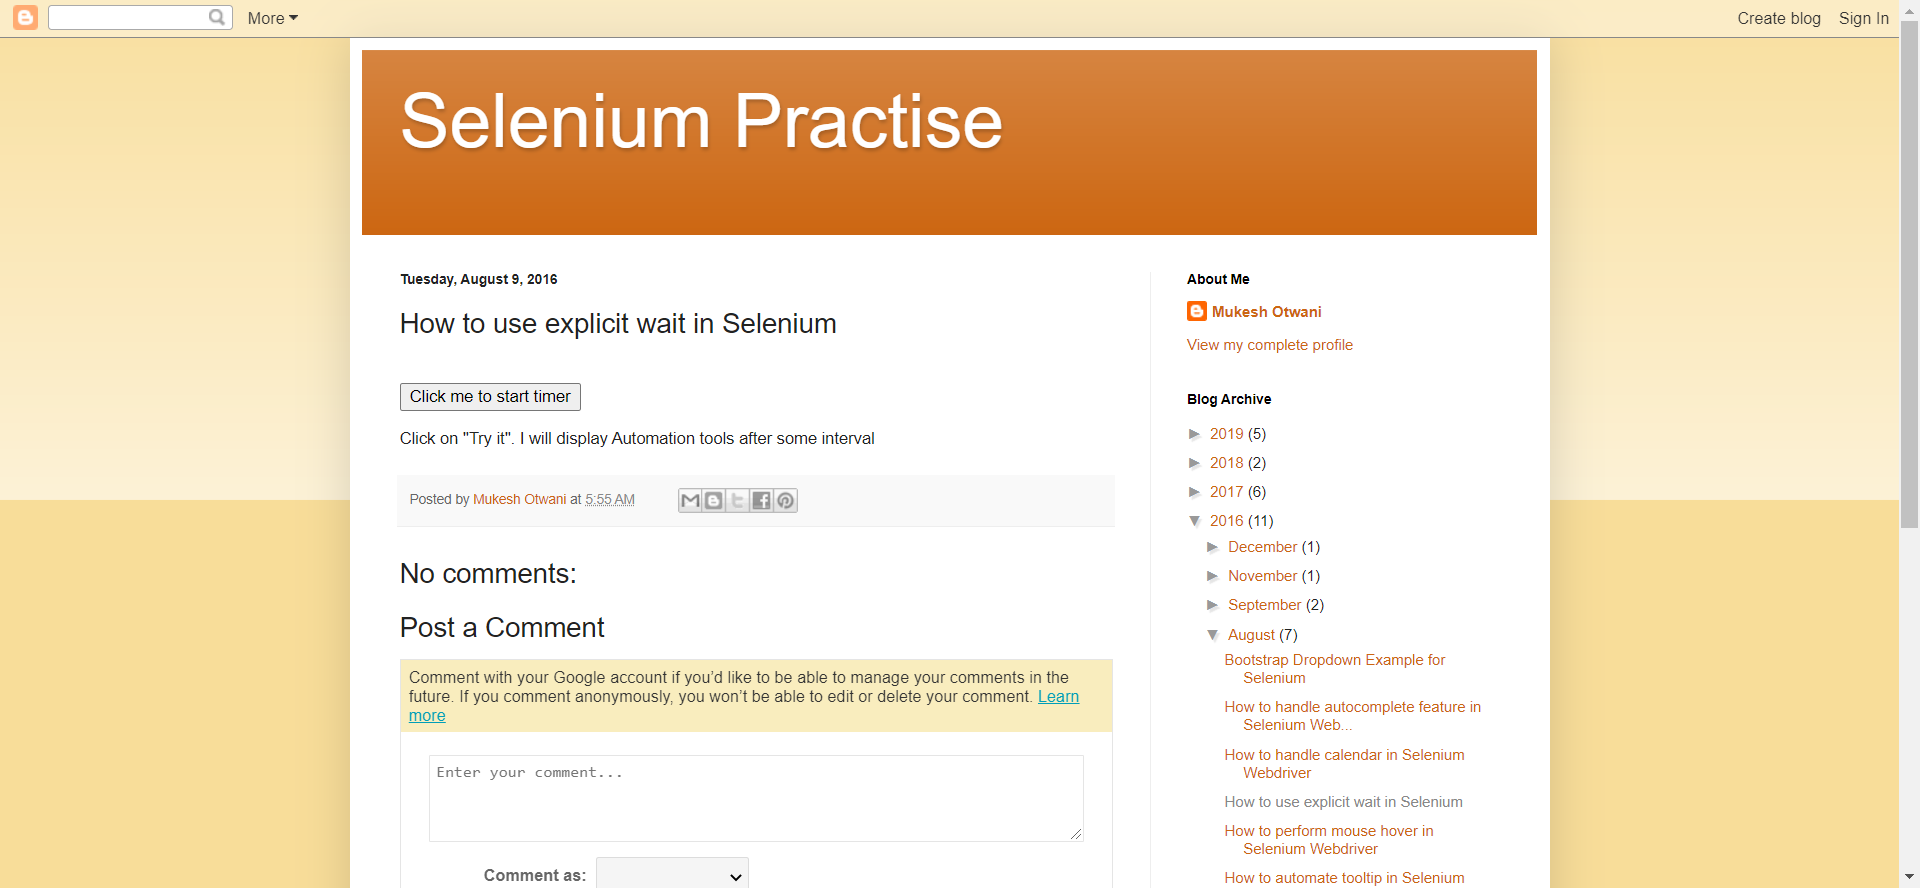 More
Create blog
Sign In
Selenium Practise
Tuesday, August 9, 2016
How to use explicit wait in Selenium
Click me to start timer
Click on "Try it". I will display Automation tools after some interval
Posted by Mukesh Otwani at 5:55 AM
No comments:
Post a Comment
Comment with your Google account if you’d like to be able to manage your comments in the
future. If you comment anonymously, you won’t be able to edit or delete your comment. Learn
more
Enter your comment...
Comment as:
About Me
Mukesh Otwani
View my complete profile
Blog Archive
► 2019 (5)
► 2018 (2)
► 2017 (6)
▼ 2016 (11)
► December (1)
► November (1)
► September (2)
▼ August (7)
Bootstrap Dropdown Example for
Selenium
How to handle autocomplete feature in
Selenium Web...
How to handle calendar in Selenium
Webdriver
How to use explicit wait in Selenium
How to perform mouse hover in
Selenium Webdriver
How to automate tooltip in Selenium